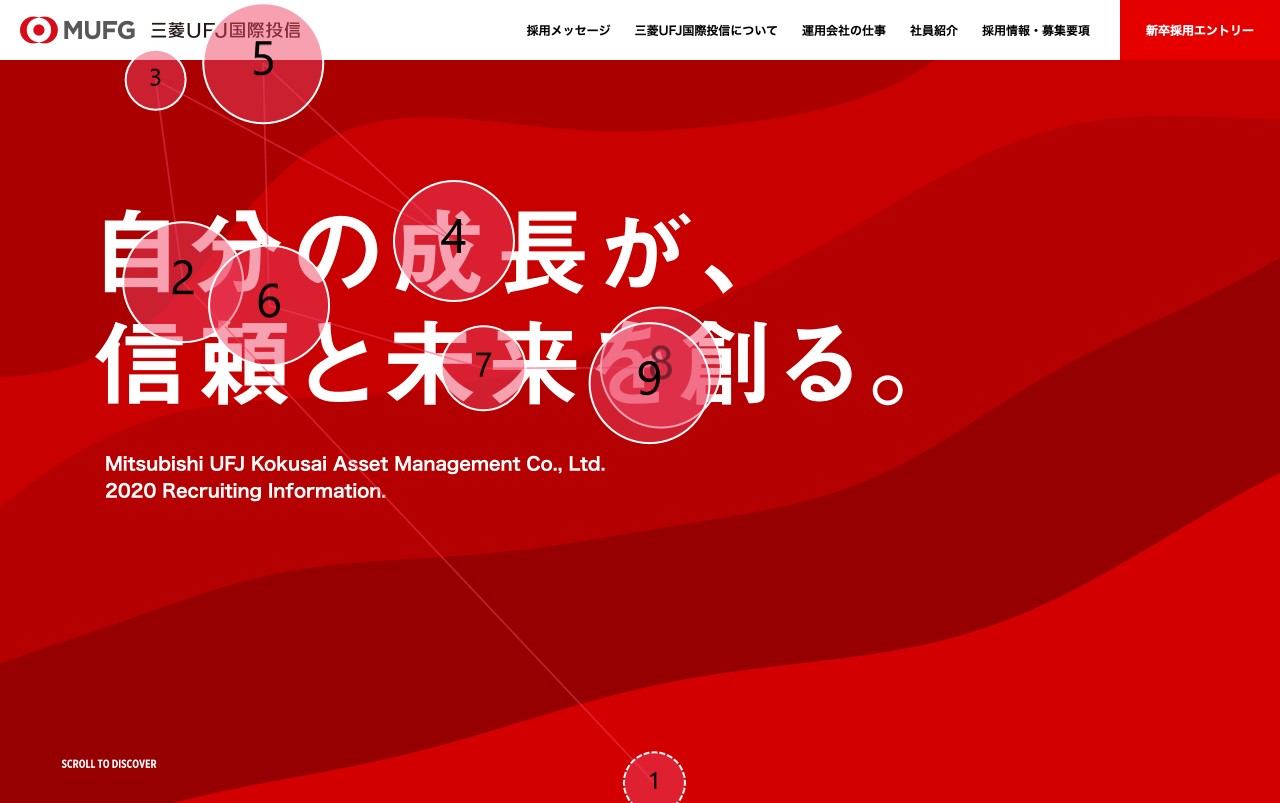 MUFG 三菱UFJ国際投信
採用メッセージ
三菱UFJ国際投信について
運用会社の仕事
社員紹介
採用情報・募集要項
新卒採用エントリー
5
3
4
2
6
自分の成長が、
7
8
9
信頼と未来を創る。
Mitsubishi UFJ Kokusai Asset Management Co., Ltd.
2020 Recruiting Information.
SCROLL TO DISCOVER
1